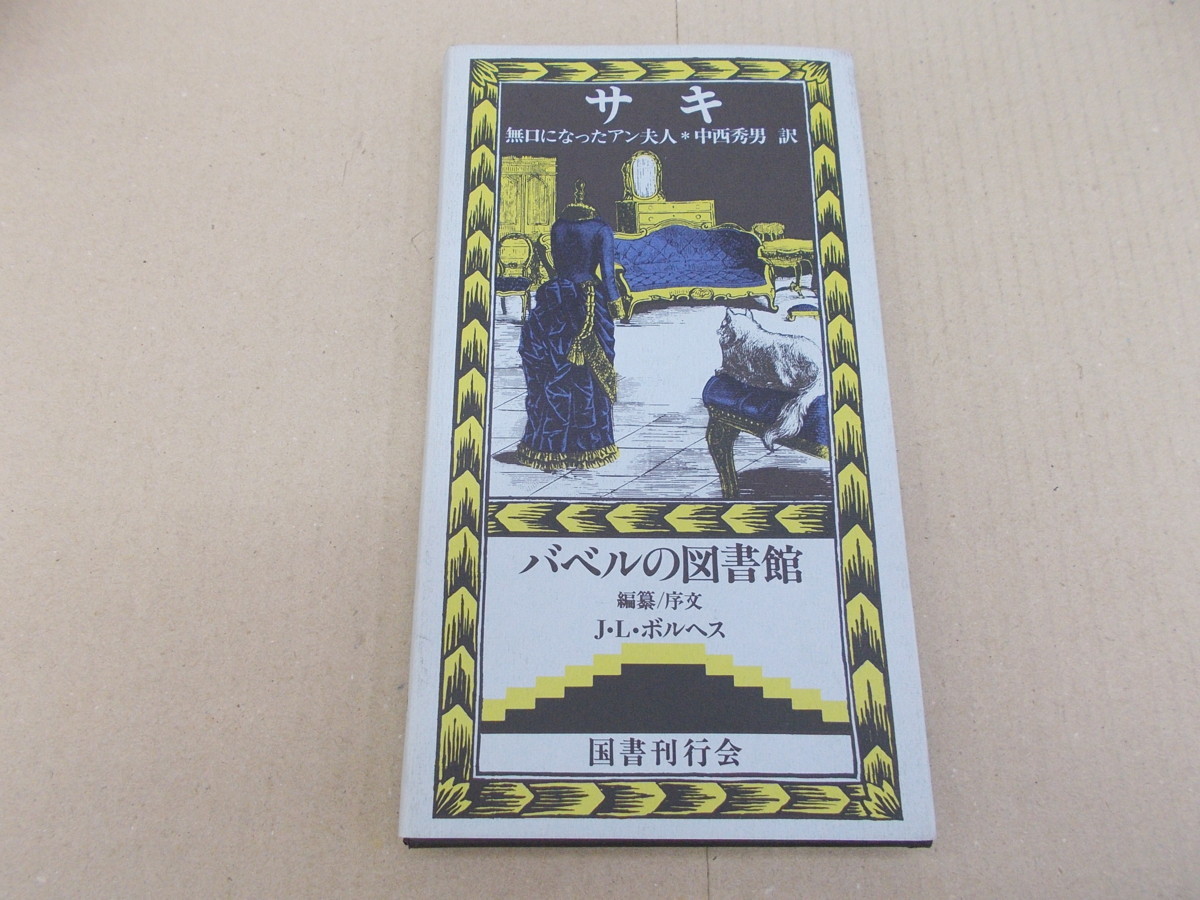 サキ
無口になったアン夫人*中西秀男 訳
バベルの図書館
編纂/序文
J・L・ボルヘス
国書刊行会